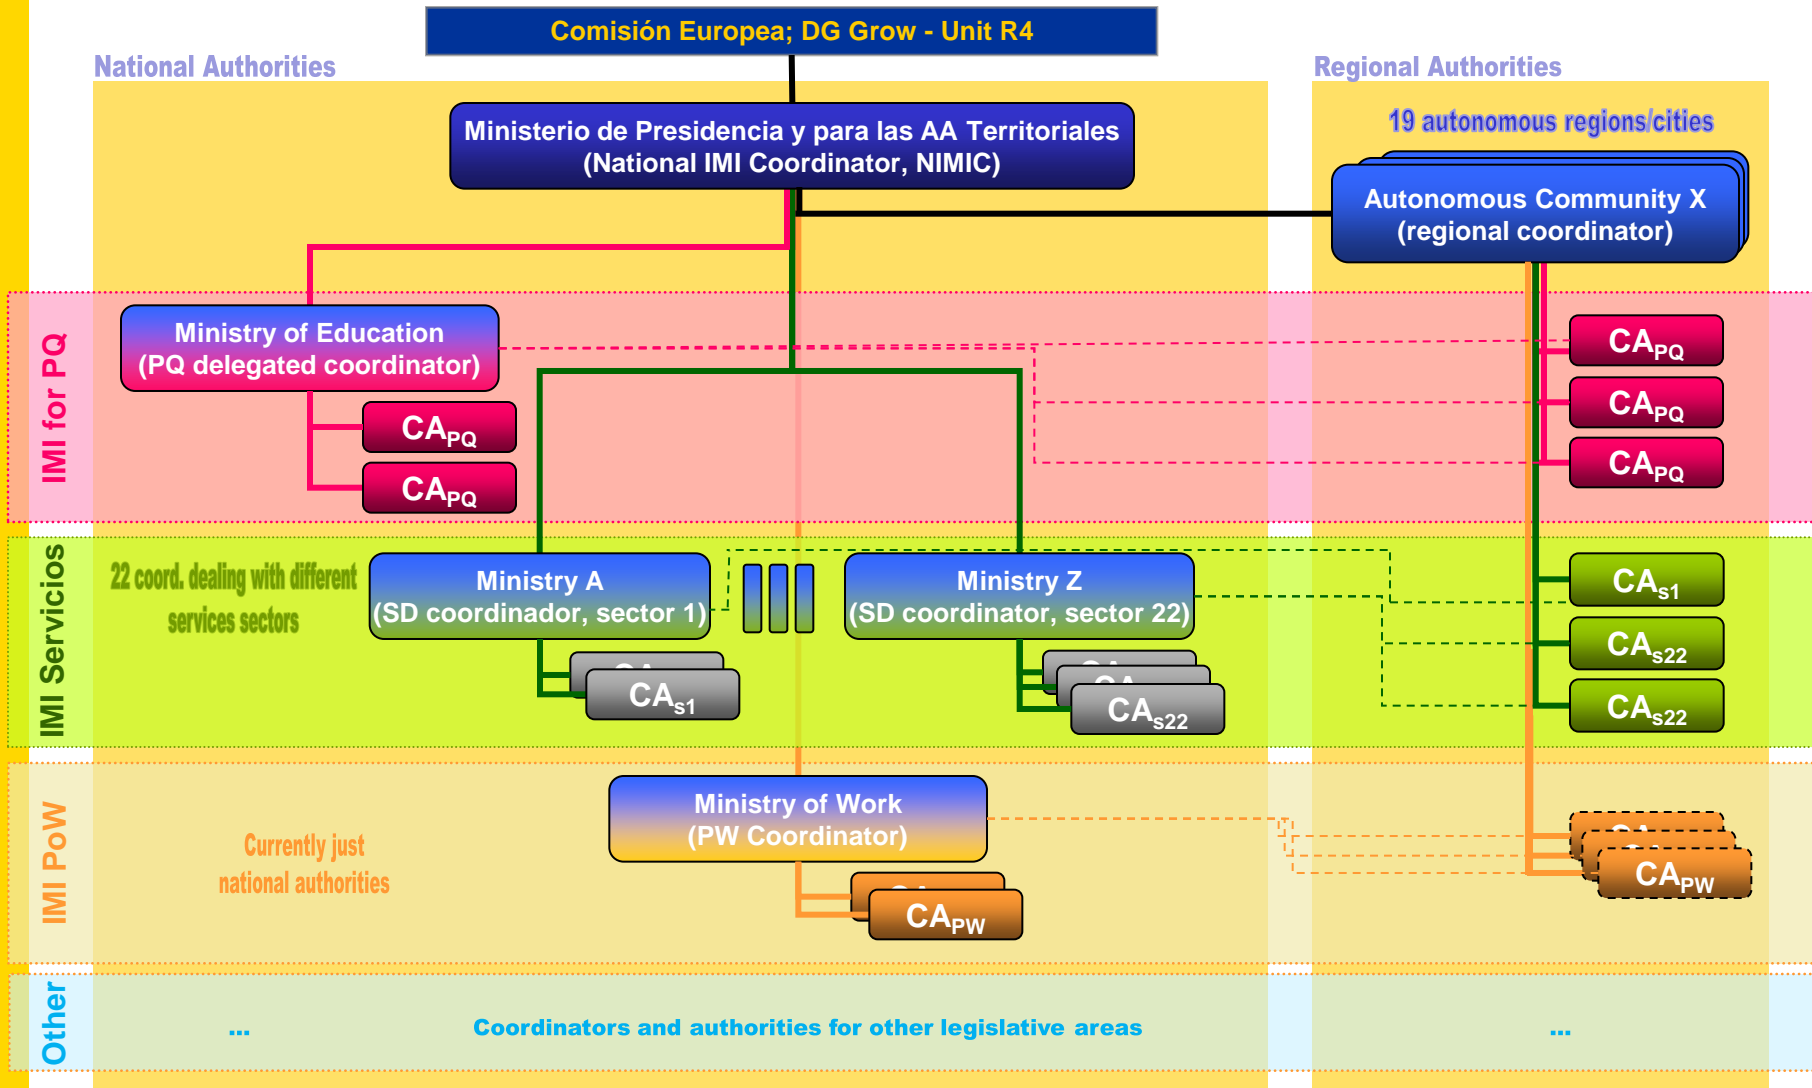 Comisión Europea; DG Grow - Unit R4
National Authorities
Regional Authorities
Ministerio de Presidencia y para las AA Territoriales
(National IMI Coordinator, NIMIC)
19 autonomous regions/cities
Autonomous Community X
(regional coordinator)
IMI for PQ
Ministry of Education
(PQ delegated coordinator)
CAPQ
CAPQ
CAPQ
CAPQ
CAPQ
IMI Servicios
22 coord. dealing with different
services sectors
Ministry A
(SD coordinador, sector 1)
Ministry Z
(SD coordinator, sector 22)
CAs1
CAs22
CAs1
CAs22
CAs22
IMI PoW
Currently just
national authorities
Ministry of Work
(PW Coordinator)
CAPW
CAPW
Other
...
Coordinators and authorities for other legislative areas
...